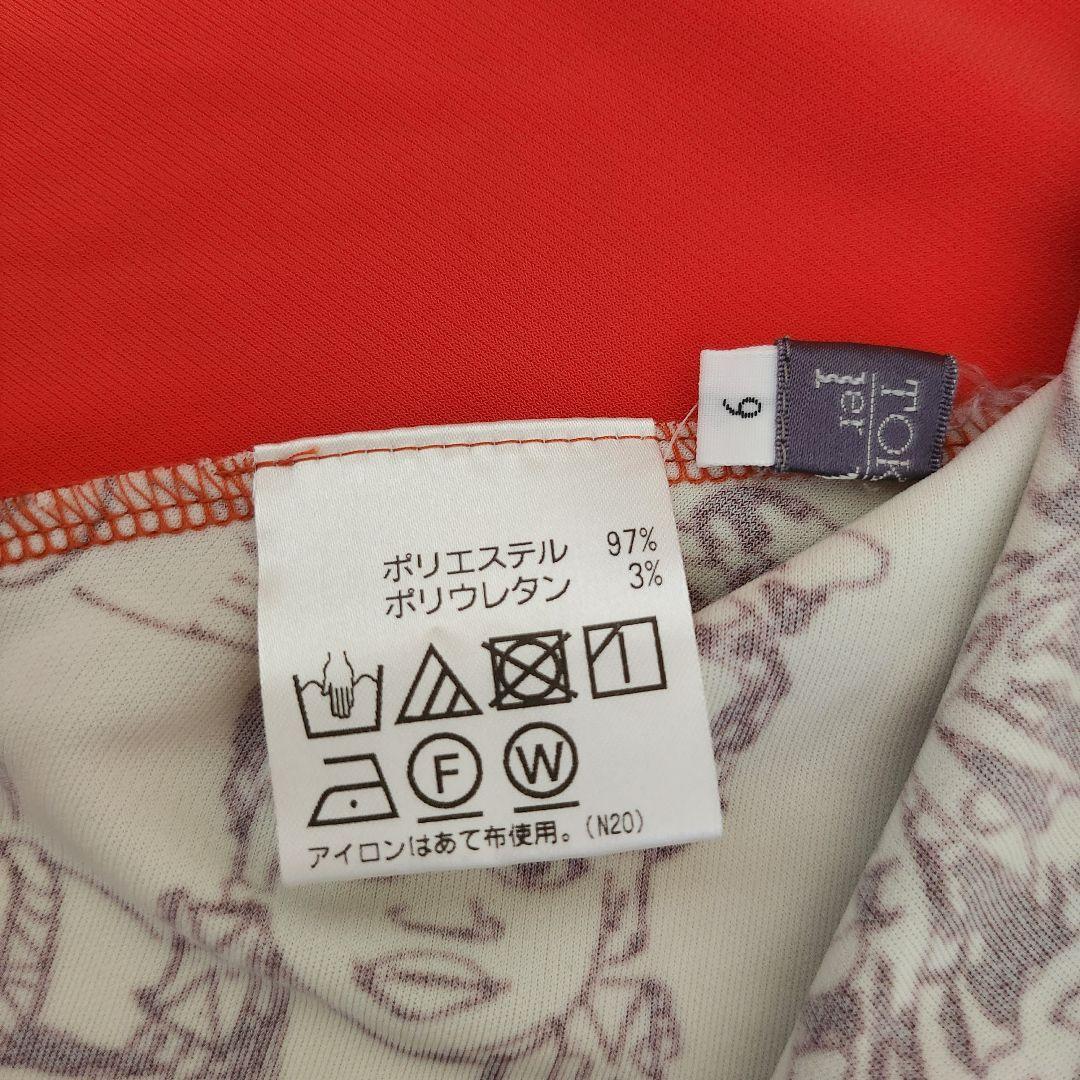 ポリエステル 97%
ポリウレタン 3%
F W
アイロンはあて布使用。(N20)
9
TOK
er